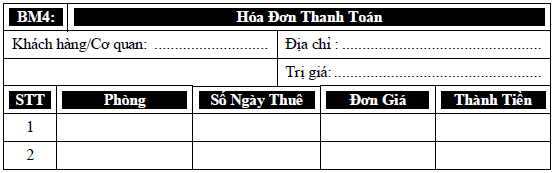 BM4: Hóa Đơn Thanh Toán
Khách hàng/Cơ quan: .............................. Địa chỉ : .....................................................
Trị giá:.......................................................
STT Phòng Số Ngày Thuê Đơn Giá Thành Tiền
1
2